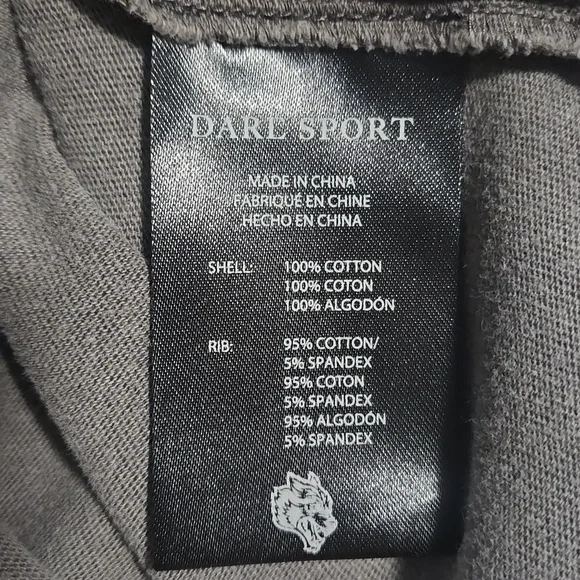 DARL SPORT
MADE IN CHINA
FABRIQUÉ EN CHINE
HECHO EN CHINA
SHELL: 100% COTTON
100% COTON
100% ALGODÓN
RIB: 95% COTTON/
5% SPANDEX
95% COTON
5% SPANDEX
95% ALGODÓN
5% SPANDEX